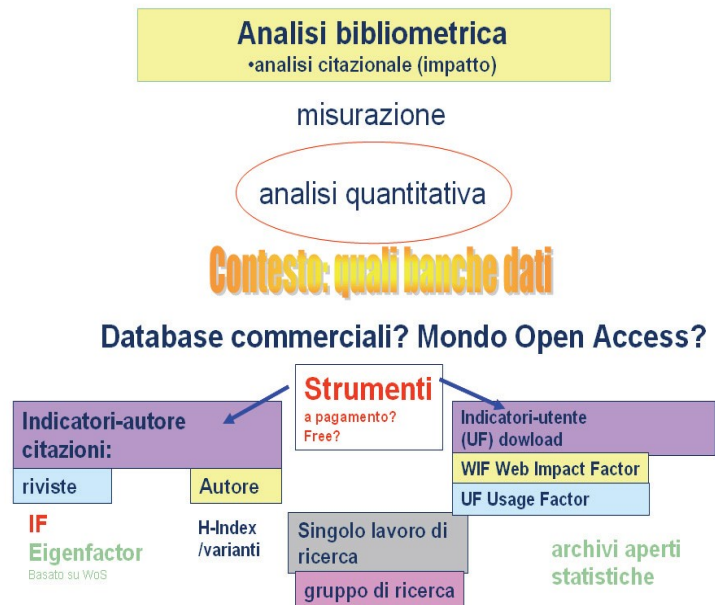 Analisi bibliometrica
•analisi citazionale (impatto)
misurazione
analisi quantitativa
Contesto: quali banche dati
Database commerciali? Mondo Open Access?
Strumenti
a pagamento?
Free?
Indicatori-autore
citazioni:
riviste
Autore
IF
Eigenfactor
Basato su WoS
H-Index
/varianti
Singolo lavoro di
ricerca
gruppo di ricerca
Indicatori-utente
(UF) dowload
WIF Web Impact Factor
UF Usage Factor
archivi aperti
statistiche